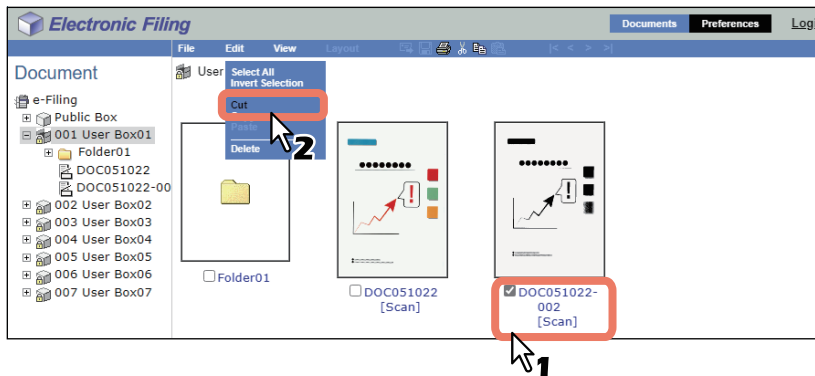 Electronic Filing
Documents Preferences Logi
File Edit View Layout |< < > >|
Document
e-Filing
Public Box
001 User Box01
Folder01
DOC051022
DOC051022-00
002 User Box02
003 User Box03
004 User Box04
005 User Box05
006 User Box06
007 User Box07
User
Select All
Invert Selection
Cut
Paste
Delete
2
!
!
Folder01
DOC051022
[Scan]
DOC051022-
002
[Scan]
1